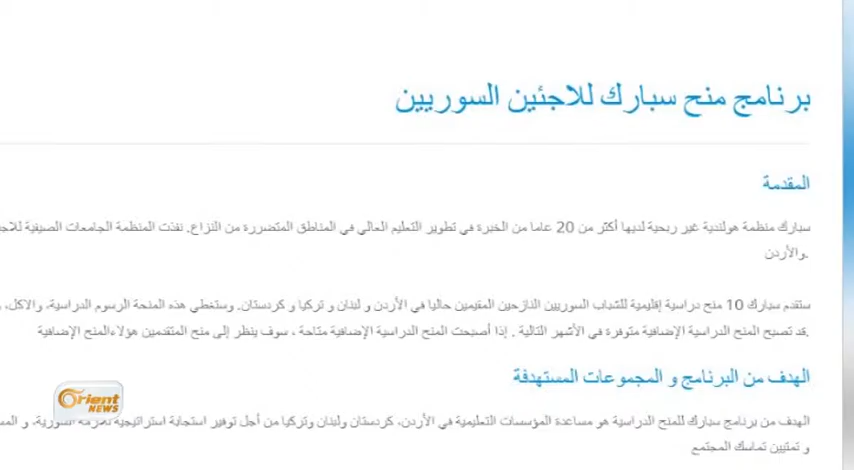 برنامج منح سبارك للاجئين السوريين
المقدمة
سبارك منظمة هولندية غير ربحية لديها أكثر من 20 عاما من الخبرة في تطوير التعليم العالي في المناطق المتضررة من النزاع. نفذت المنظمة الجامعات الصيفية
.والأردن
ستقدم سبارك 10 منح دراسية إقليمية للشباب السوريين النازحين المقيمين حاليا في الأردن و لبنان و تركيا و كردستان. وستغطي هذه المنحة الرسوم الدراسية، والاكل، و
.قد تصبح المنح الدراسية الإضافية متوفرة في الأشهر التالية . إذا أصبحت المنح الدراسية الإضافية متاحة ، سوف ينظر إلى منح المتقدمين هؤلاءالمنح الإضافية
الهدف من البرنامج و المجموعات المستهدفة
الهدف من برنامج سبارك للمنح الدراسية هو مساعدة المؤسسات التعليمية في الأردن، كردستان ولبنان وتركيا من أجل توفير استجابة استراتيجية السورية، و
و تمتيين تماسك المجتمع
Orient
NEWS